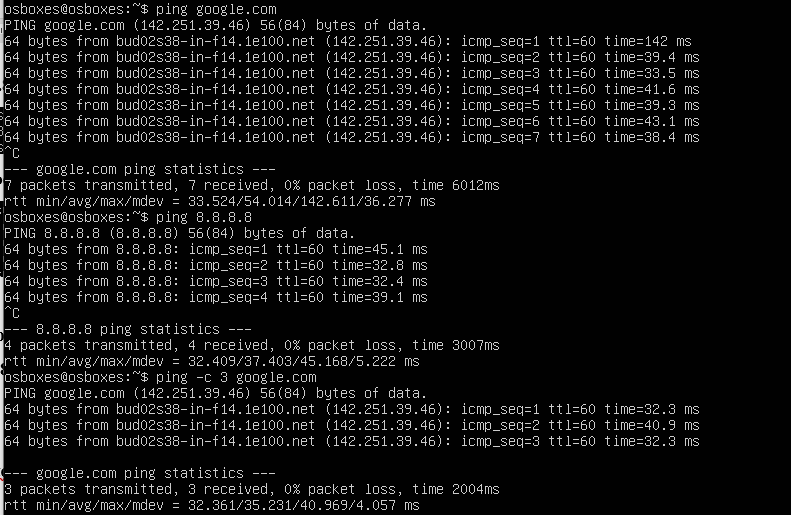 osboxes@osboxes:~$ ping google.com
PING google.com (142.251.39.46) 56(84) bytes of data.
64 bytes from bud02s38-in-f14.1e100.net (142.251.39.46): icmp_seq=1 ttl=60 time=142 ms
64 bytes from bud02s38-in-f14.1e100.net (142.251.39.46): icmp_seq=2 ttl=60 time=39.4 ms
64 bytes from bud02s38-in-f14.1e100.net (142.251.39.46): icmp_seq=3 ttl=60 time=33.5 ms
64 bytes from bud02s38-in-f14.1e100.net (142.251.39.46): icmp_seq=4 ttl=60 time=41.6 ms
64 bytes from bud02s38-in-f14.1e100.net (142.251.39.46): icmp_seq=5 ttl=60 time=39.3 ms
64 bytes from bud02s38-in-f14.1e100.net (142.251.39.46): icmp_seq=6 ttl=60 time=43.1 ms
64 bytes from bud02s38-in-f14.1e100.net (142.251.39.46): icmp_seq=7 ttl=60 time=38.4 ms
^C
--- google.com ping statistics ---
7 packets transmitted, 7 received, 0% packet loss, time 6012ms
rtt min/avg/max/mdev = 33.524/54.014/142.611/36.277 ms
osboxes@osboxes:~$ ping 8.8.8.8
PING 8.8.8.8 (8.8.8.8) 56(84) bytes of data.
64 bytes from 8.8.8.8: icmp_seq=1 ttl=60 time=45.1 ms
64 bytes from 8.8.8.8: icmp_seq=2 ttl=60 time=32.8 ms
64 bytes from 8.8.8.8: icmp_seq=3 ttl=60 time=32.4 ms
64 bytes from 8.8.8.8: icmp_seq=4 ttl=60 time=39.1 ms
^C
--- 8.8.8.8 ping statistics ---
4 packets transmitted, 4 received, 0% packet loss, time 3007ms
rtt min/avg/max/mdev = 32.409/37.403/45.168/5.222 ms
osboxes@osboxes:~$ ping -c 3 google.com
PING google.com (142.251.39.46) 56(84) bytes of data.
64 bytes from bud02s38-in-f14.1e100.net (142.251.39.46): icmp_seq=1 ttl=60 time=32.3 ms
64 bytes from bud02s38-in-f14.1e100.net (142.251.39.46): icmp_seq=2 ttl=60 time=40.9 ms
64 bytes from bud02s38-in-f14.1e100.net (142.251.39.46): icmp_seq=3 ttl=60 time=32.3 ms
--- google.com ping statistics ---
3 packets transmitted, 3 received, 0% packet loss, time 2004ms
rtt min/avg/max/mdev = 32.361/35.231/40.969/4.057 ms